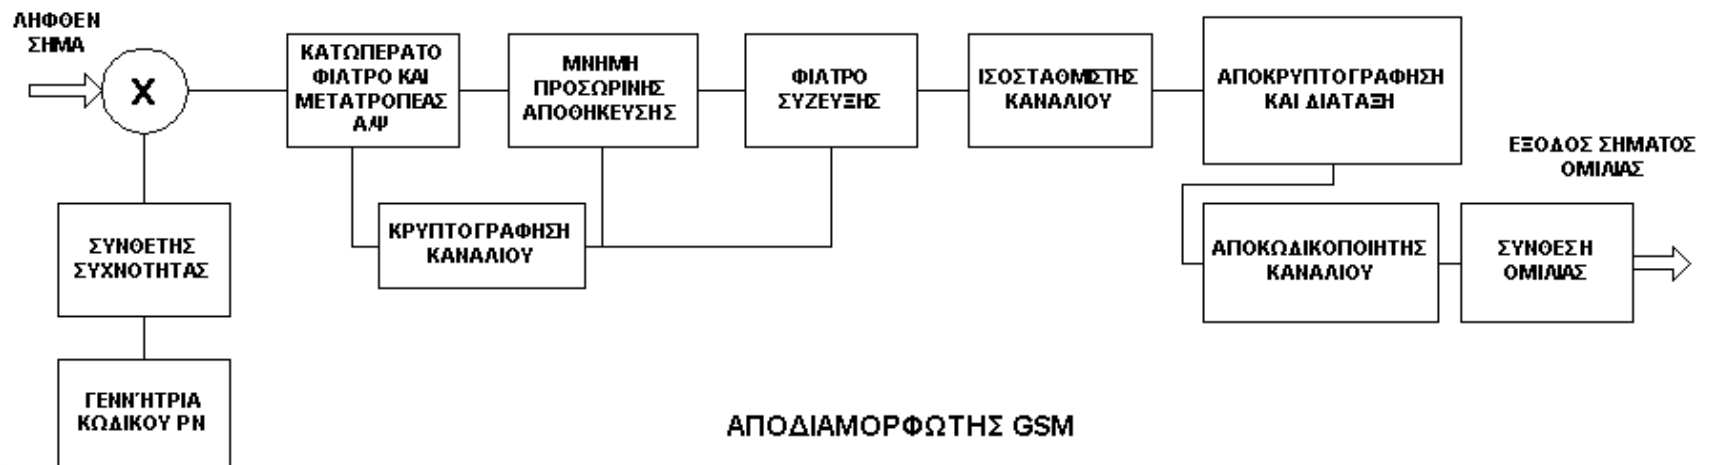 ΛΗΦΘΕΝ
ΣΗΜΑ
X
ΚΑΤΩΠΕΡΑΤΟ
ΦΙΛΤΡΟ ΚΑΙ
ΜΕΤΑΤΡΟΠΕΑΣ
Α/Ψ
ΜΝΗΜΗ
ΠΡΟΣΩΡΙΝΗΣ
ΑΠΟΘΗΚΕΥΣΗΣ
ΦΙΛΤΡΟ
ΣΥΖΕΥΞΗΣ
ΙΣΟΣΤΑΘΜΙΣΤΗΣ
ΚΑΝΑΛΙΟΥ
ΑΠΟΚΡΥΠΤΟΓΡΑΦΗΣΗ
ΚΑΙ ΔΙΑΤΑΞΗ
ΕΞΟΔΟΣ ΣΗΜΑΤΟΣ
ΟΜΙΛΙΑΣ
ΣΥΝΘΕΤΗΣ
ΣΥΧΝΟΤΗΤΑΣ
ΚΡΥΠΤΟΓΡΑΦΗΣΗ
ΚΑΝΑΛΙΟΥ
ΑΠΟΚΩΔΙΚΟΠΟΙΗΤΗΣ
ΚΑΝΑΛΙΟΥ
ΣΥΝΘΕΣΗ
ΟΜΙΛΙΑΣ
ΓΕΝΝΉΤΡΙΑ
ΚΩΔΙΚΟΥ PN
ΑΠΟΔΙΑΜΟΡΦΩΤΗΣ GSM